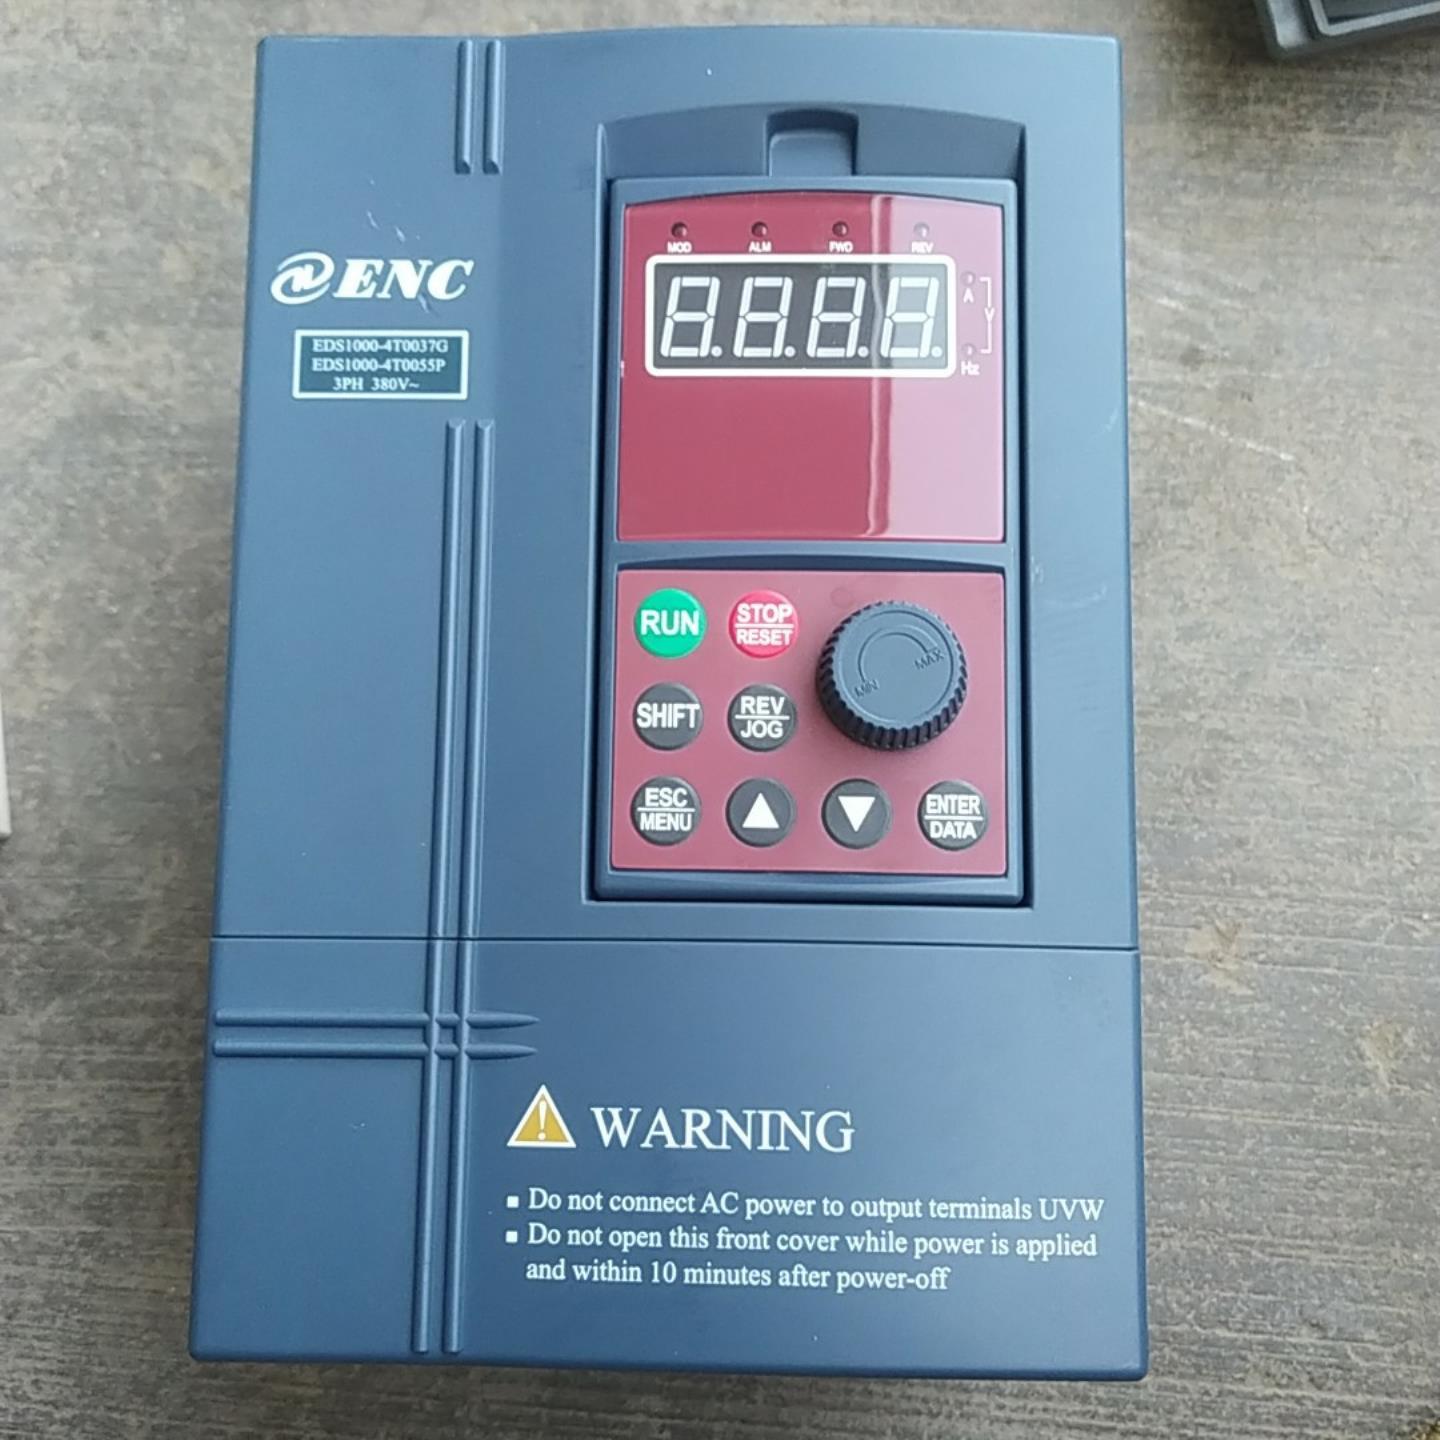 MOD ALM FWD REV
A
V
Hz
ENC
EDS1000-4T0037G
EDS1000-4T0055P
3PH 380V~
RUN
STOP
RESET
MIN MAX
SHIFT
REV
JOG
ESC
MENU
ENTER
DATA
WARNING
▪ Do not connect AC power to output terminals UVW
▪ Do not open this front cover while power is applied
and within 10 minutes after power-off